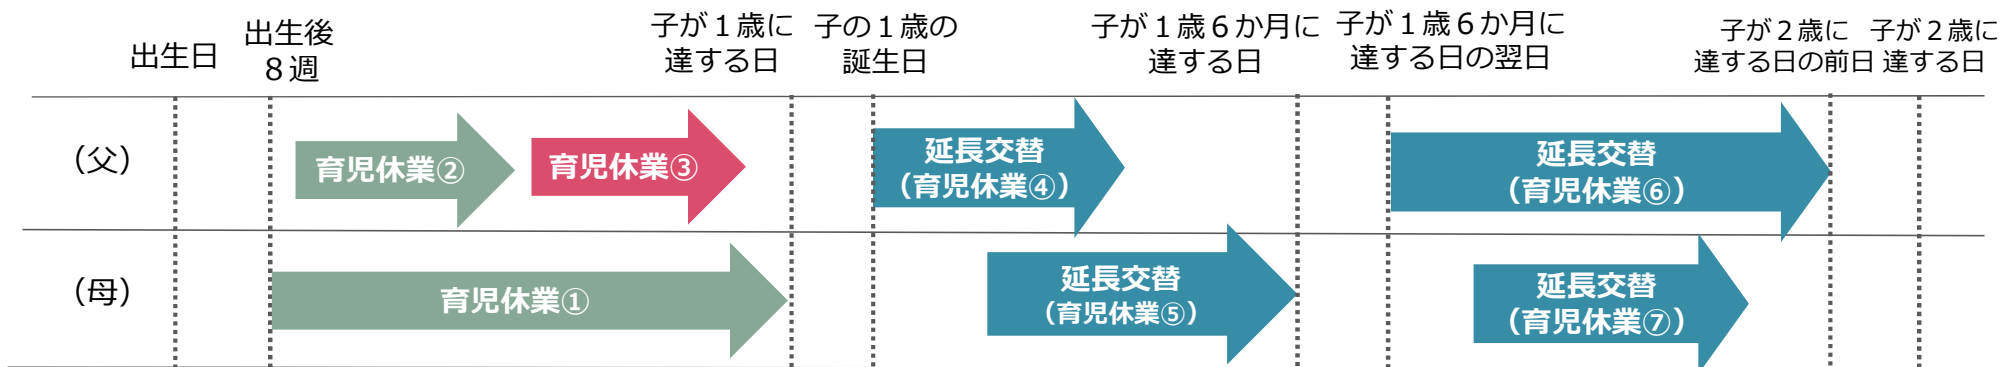 出生日
出生後
８週
子が１歳に
達する日
子の１歳の
誕生日
子が１歳６か月に
達する日
子が１歳６か月に
達する日の翌日
子が２歳に
達する日の前日
子が２歳に
達する日
（父）
育児休業②
育児休業③
延長交替
（育児休業④）
延長交替
（育児休業⑥）
（母）
育児休業①
延長交替
（育児休業⑤）
延長交替
（育児休業⑦）